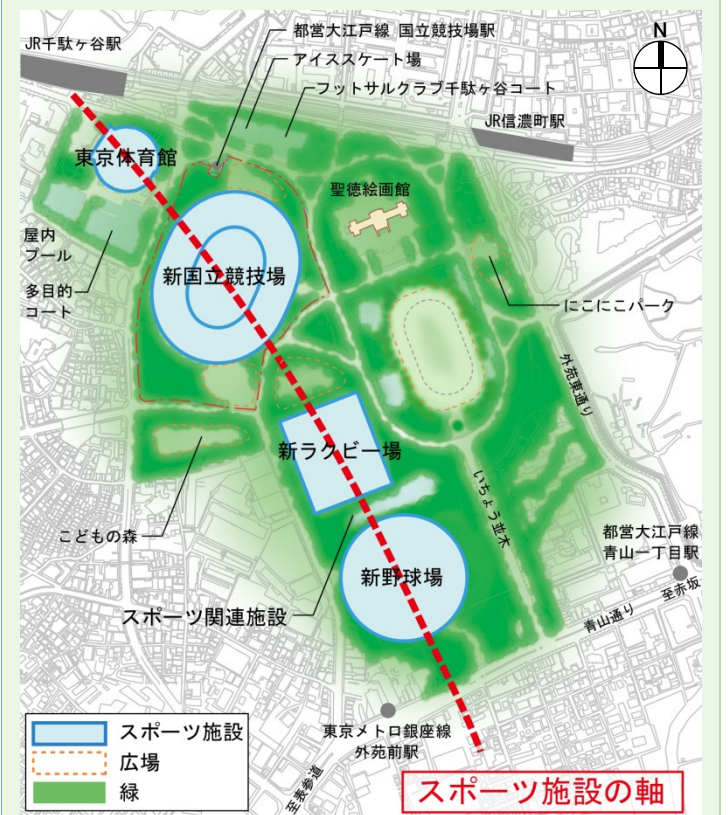 都営大江戸線 国立競技場駅
N
JR千駄ヶ谷駅
アイススケート場
フットサルクラブ千駄ヶ谷コート
JR信濃町駅
東京体育館
聖徳絵画館
屋内
プール
新国立競技場
多目的
コート
にこにこパーク
外苑東通り
新ラグビー場
いちょう並木
こどもの森
都営大江戸線
青山一丁目駅
新野球場
至赤坂
スポーツ関連施設
青山通り
スポーツ施設
広場
緑
東京メトロ銀座線
外苑前駅
至表参道
スポーツ施設の軸